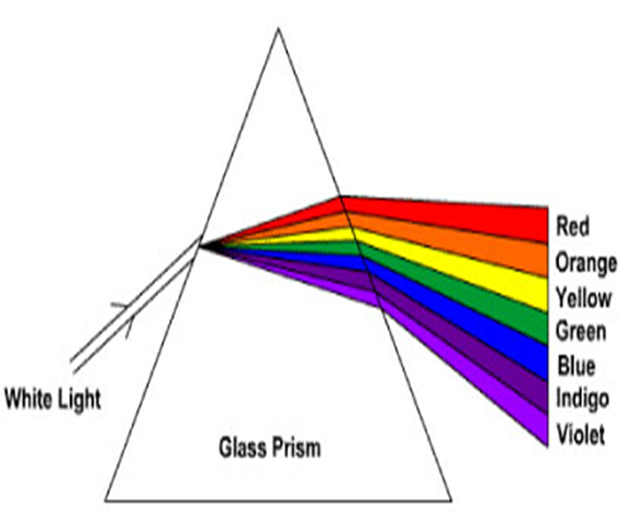 Red
Orange
Yellow
Green
Blue
Indigo
Violet
White Light
Glass Prism